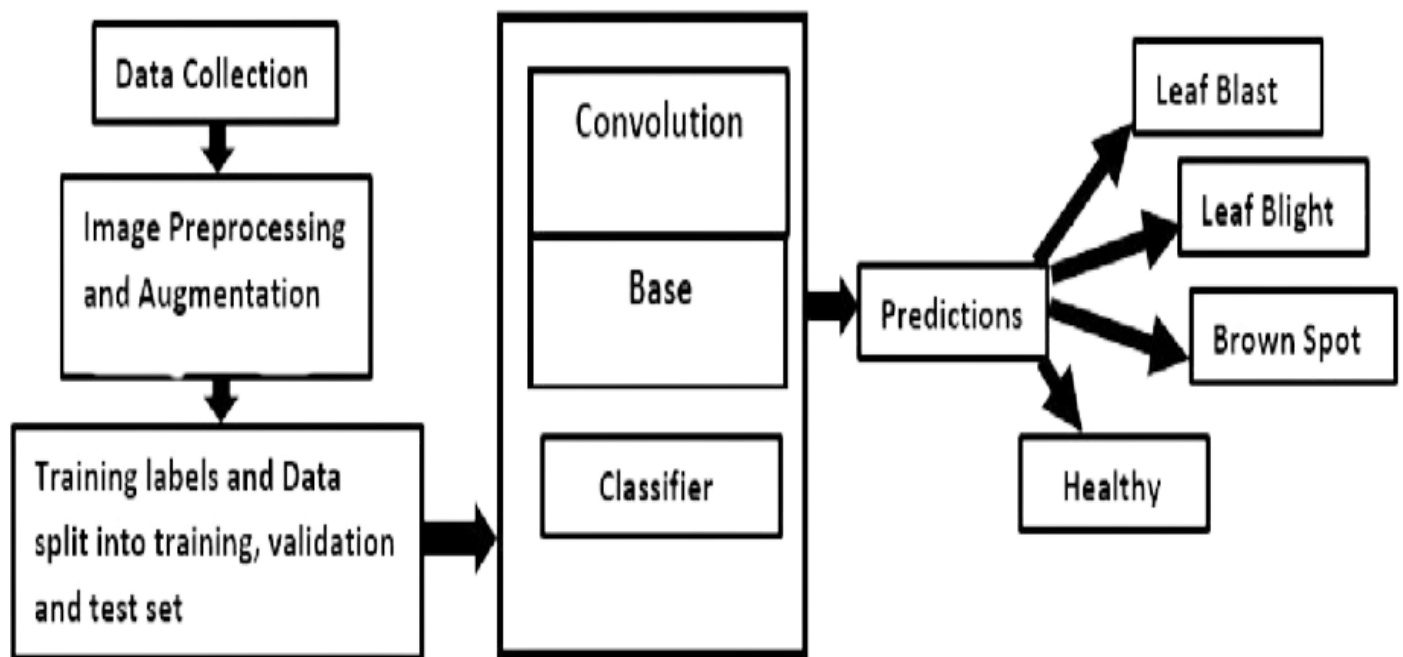 Data Collection
Image Preprocessing
and Augmentation
Training labels and Data
split into training, validation
and test set
Convolution
Base
Classifier
Predictions
Leaf Blast
Leaf Blight
Brown Spot
Healthy